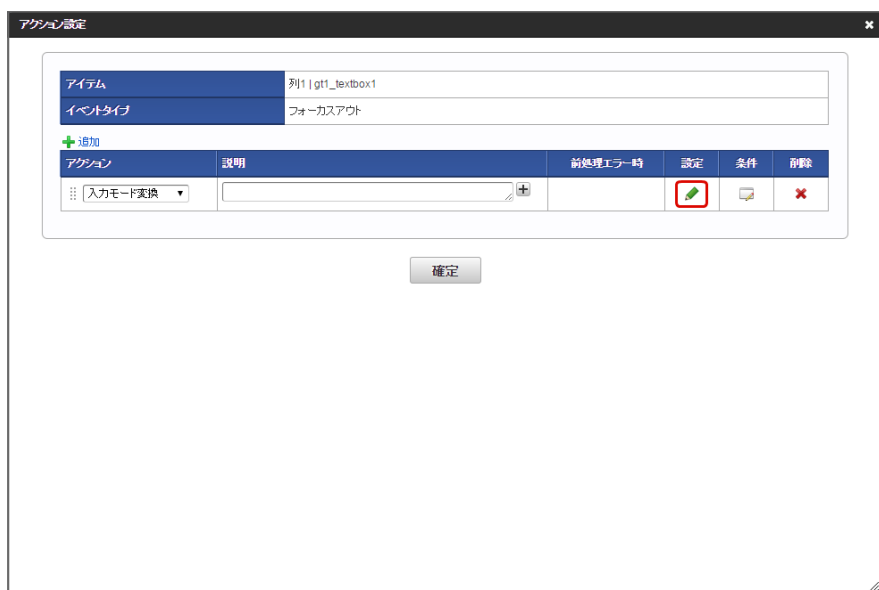 アクション設定
アイテム 列1 | gt1_textbox1
イベントタイプ フォーカスアウト
追加
アクション 説明 前処理エラー時 設定 条件 削除
入力モード変換
確定